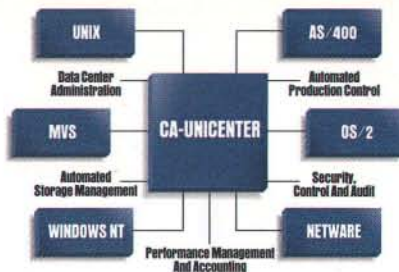 UNIX
AS/400
Data Center
Administration
Automated
Production Control
MVS
CA-UNICENTER
OS/2
Automated
Storage Management
Security,
Control And Audit
WINDOWS NT
NETWARE
Performance Management
And Accounting